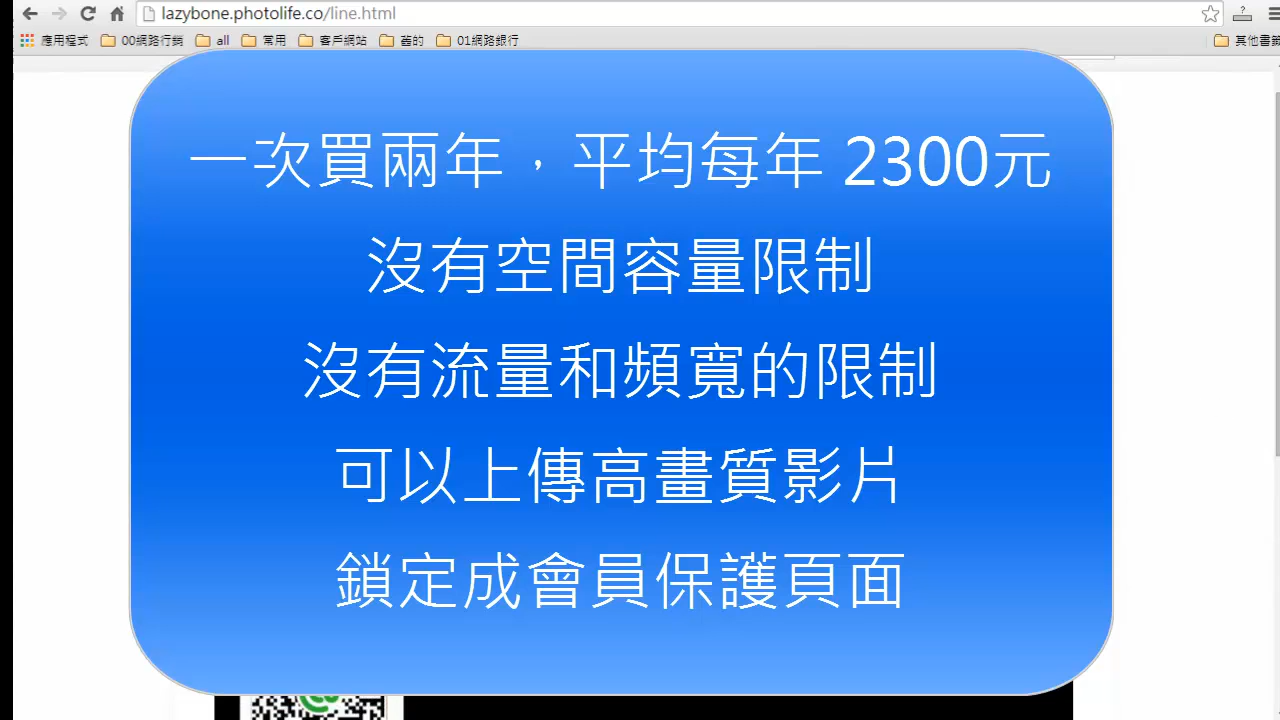 lazybone.photolife.co/line.html
應用程式 00網路行銷 all 常用 客戶網站 舊的 01網路銀行 其他書籤
一次買兩年，平均每年 2300元
沒有空間容量限制
沒有流量和頻寬的限制
可以上傳高畫質影片
鎖定成會員保護頁面